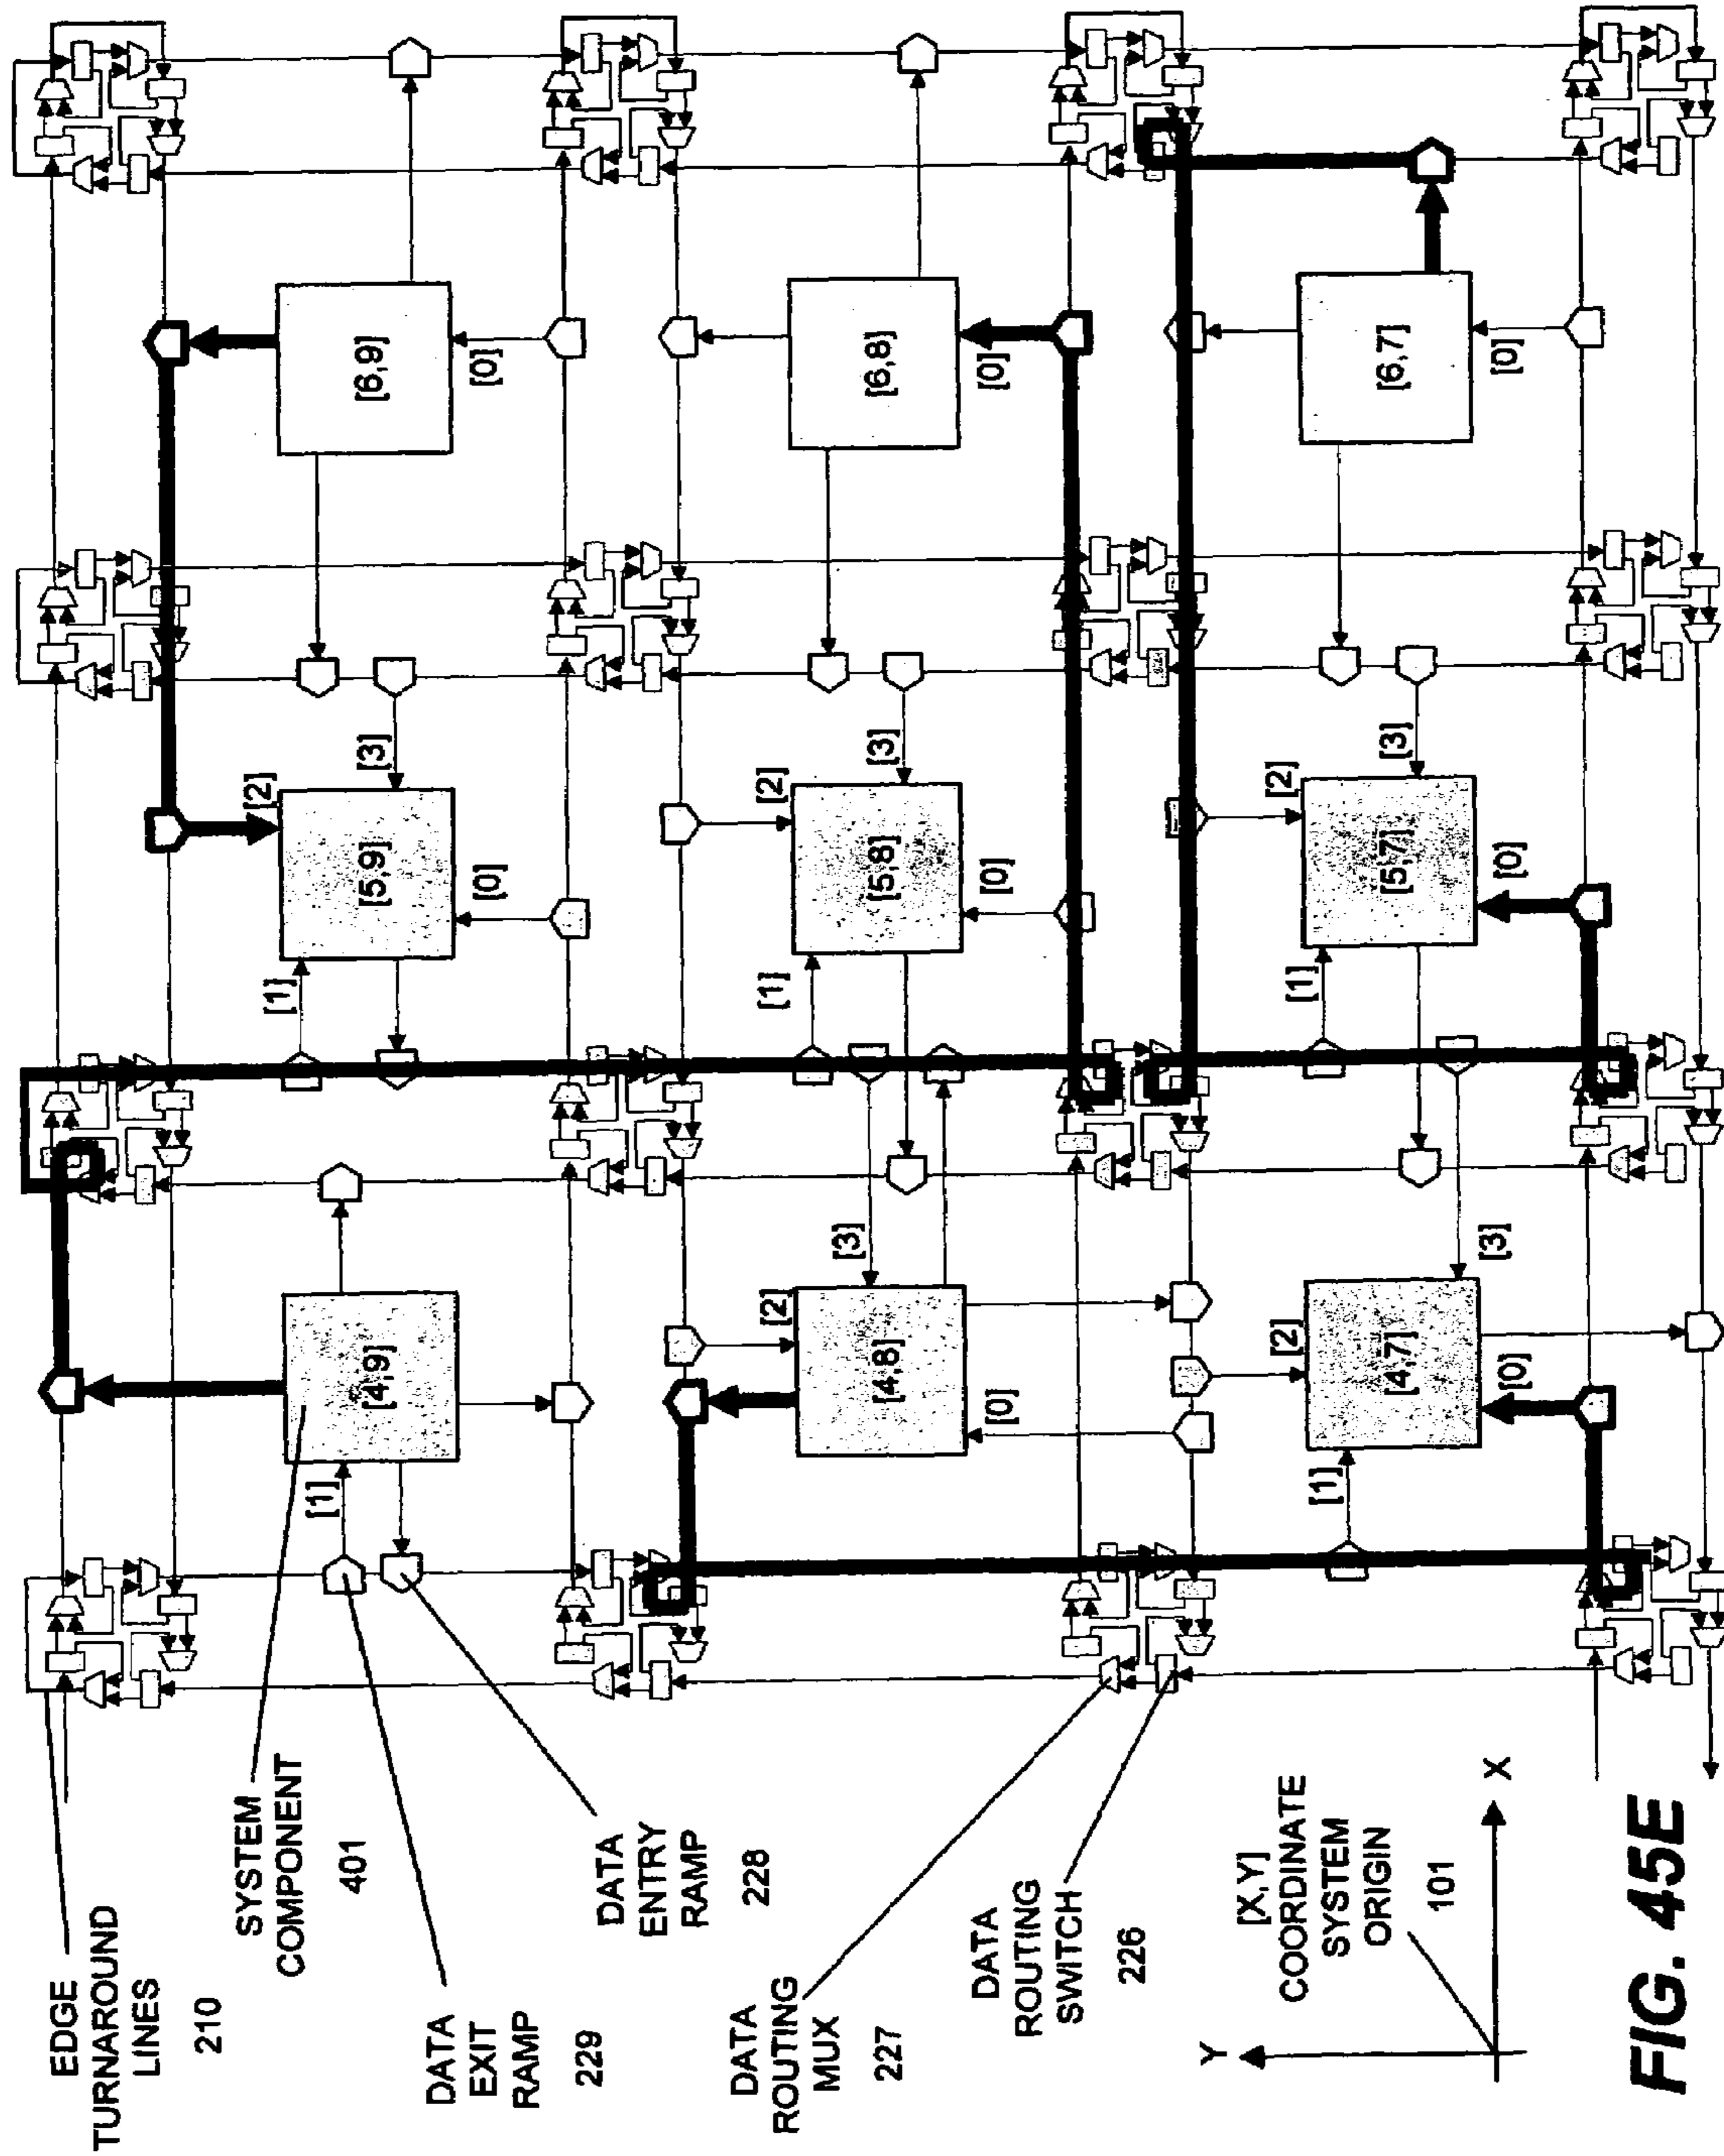 EDGE
TURNAROUND
LINES
210
SYSTEM
COMPONENT
401
DATA
EXIT
RAMP
229
DATA
ENTRY
RAMP
228
DATA
ROUTING
MUX
227
DATA
ROUTING
SWITCH
226
[X,Y]
COORDINATE
SYSTEM
ORIGIN
101
Y
X
[1]
[4,9]
[1]
[2]
[5,9]
[3]
[0]
[6,9]
[0]
[2]
[3]
[4,8]
[0]
[1]
[2]
[5,8]
[3]
[0]
[6,8]
[0]
[1]
[2]
[4,7]
[0]
[3]
[1]
[2]
[5,7]
[3]
[0]
[6,7]
[0]
FIG. 45E